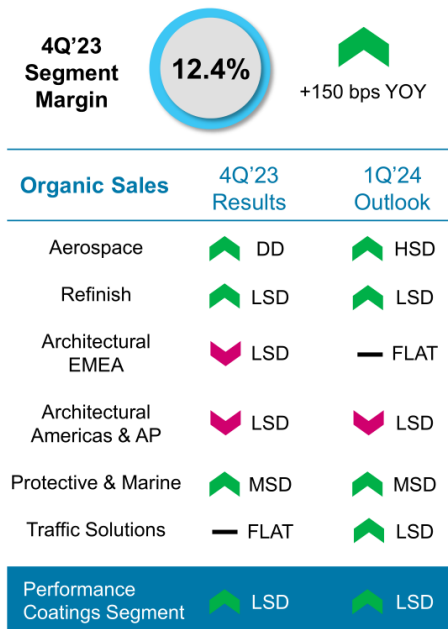 4Q’23
Segment
Margin
12.4%
+150 bps YOY
Organic Sales
4Q’23
Results
1Q’24
Outlook
Aerospace
DD
HSD
Refinish
LSD
LSD
Architectural
EMEA
LSD
FLAT
Architectural
Americas & AP
LSD
LSD
Protective & Marine
MSD
MSD
Traffic Solutions
FLAT
LSD
Performance
Coatings Segment
LSD
LSD